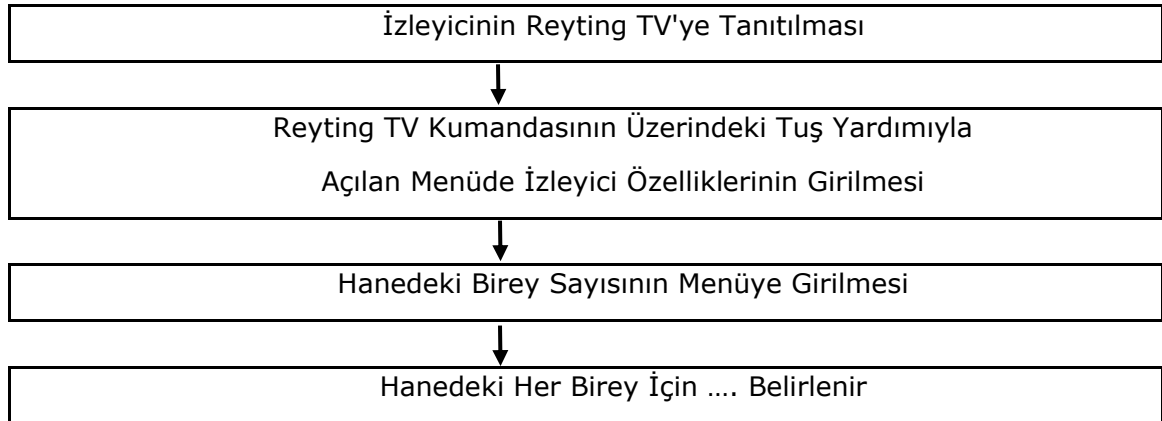 İzleyicinin Reyting TV'ye Tanıtılması
Reyting TV Kumandasının Üzerindeki Tuş Yardımıyla
Açılan Menüde İzleyici Özelliklerinin Girilmesi
Hanedeki Birey Sayısının Menüye Girilmesi
Hanedeki Her Birey İçin …. Belirlenir